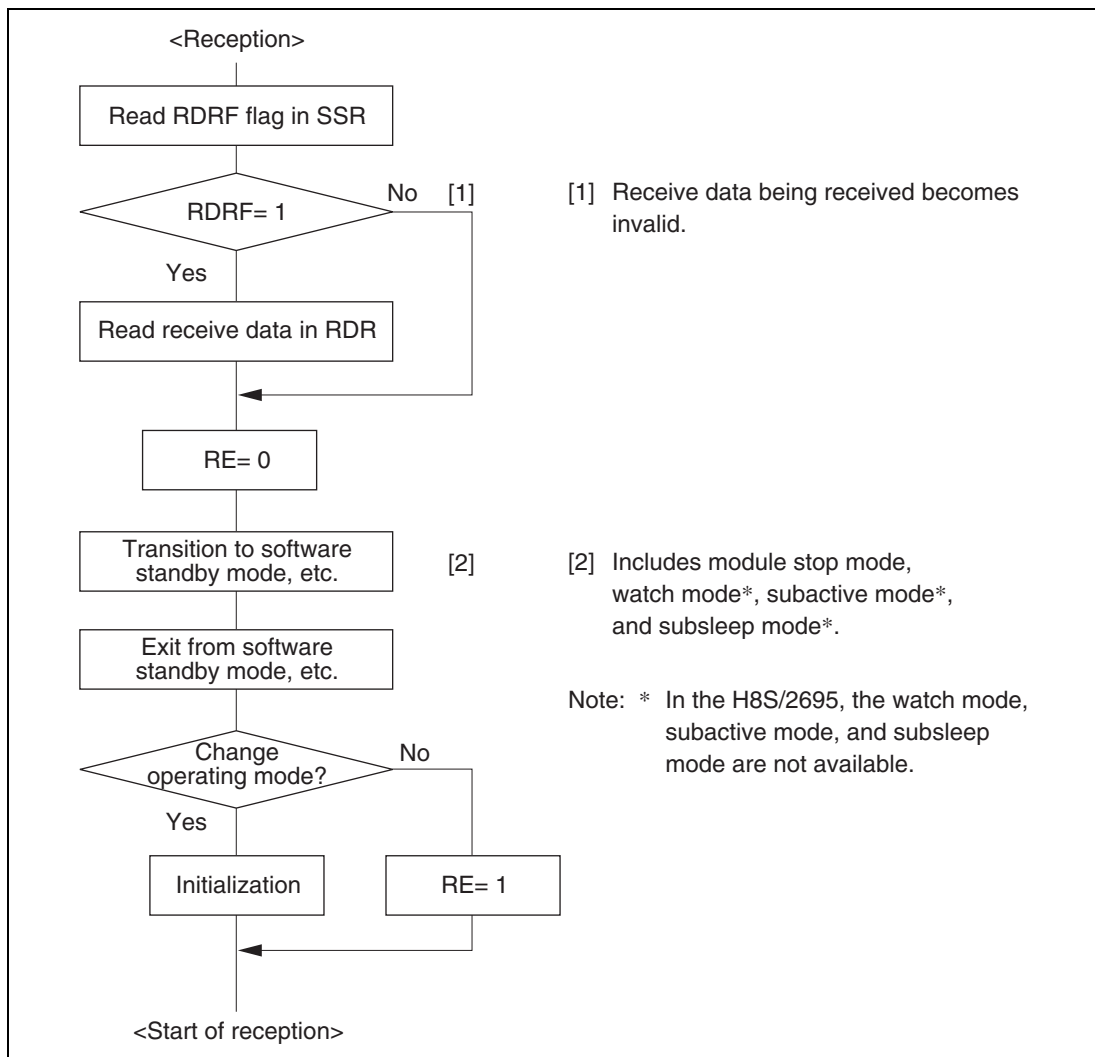 <Reception>
Read RDRF flag in SSR
RDRF= 1
No [1]
Yes
[1] Receive data being received becomes
invalid.
Read receive data in RDR
RE= 0
Transition to software
standby mode, etc.
[2]
[2] Includes module stop mode,
watch mode*, subactive mode*,
and subsleep mode*.
Exit from software
standby mode, etc.
Note: * In the H8S/2695, the watch mode,
subactive mode, and subsleep
mode are not available.
Change
operating mode?
No
Yes
Initialization
RE= 1
<Start of reception>